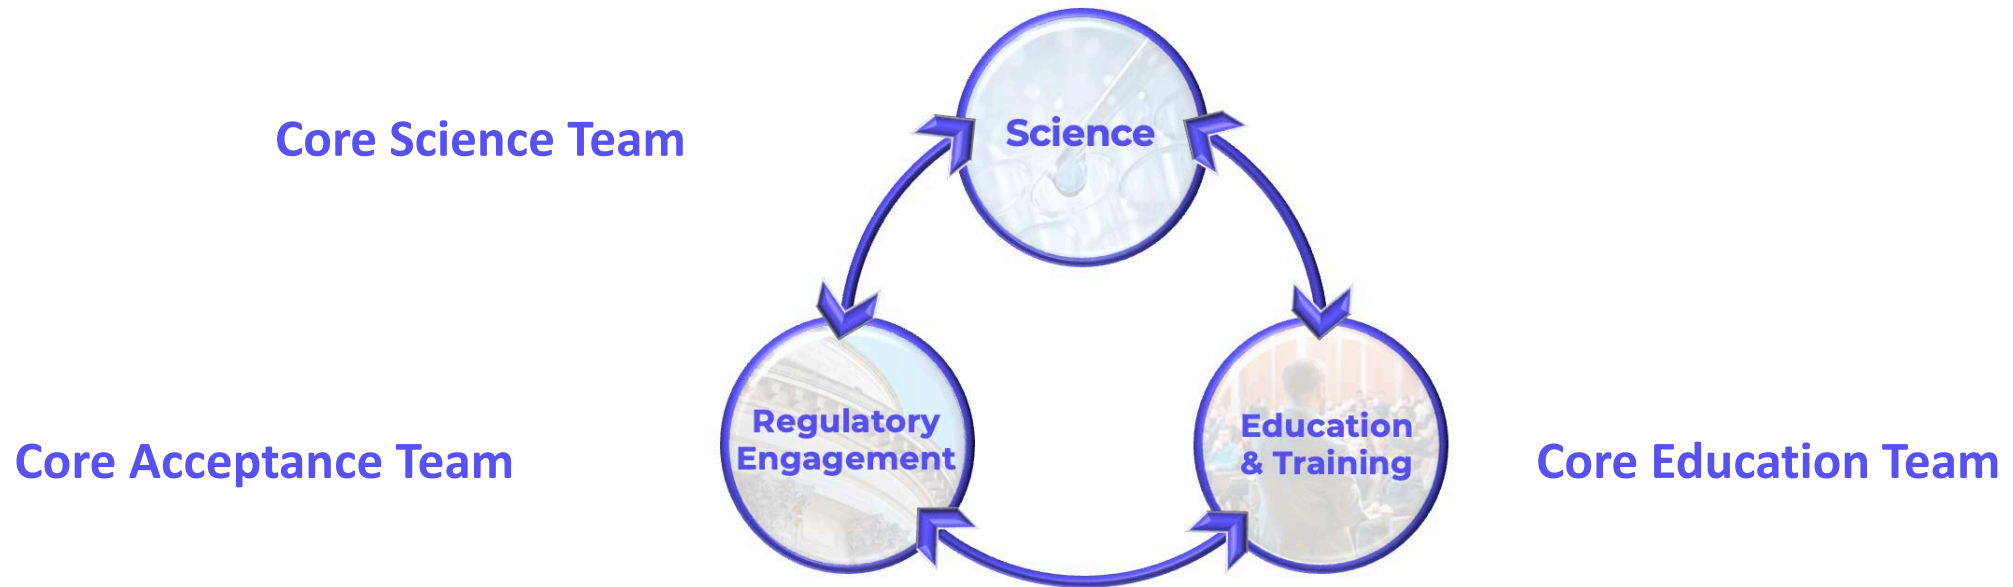 Core Science Team
Science
Regulatory
Engagement
Education
& Training
Core Acceptance Team
Core Education Team